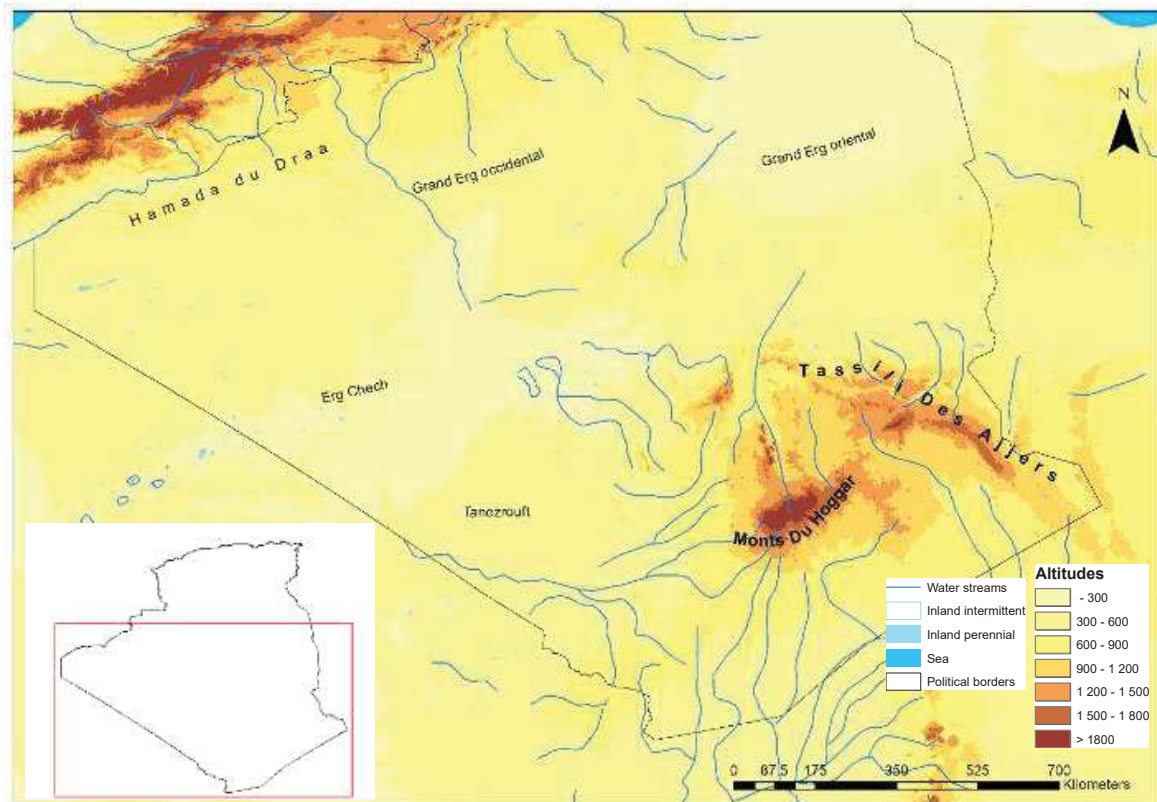 N
Grand Erg oriental
Grand Erg occidental
Hamada du Draa
Tassili Des Ajjers
Erg Chech
Tanezrouft
Monts Du Hoggar
Water streams
Inland intermittent
Inland perennial
Sea
Political borders
Altitudes
- 300
300 - 600
600 - 900
900 - 1 200
1 200 - 1 500
1 500 - 1 800
> 1800
0 87.5 175 350 525 700
Kilometers